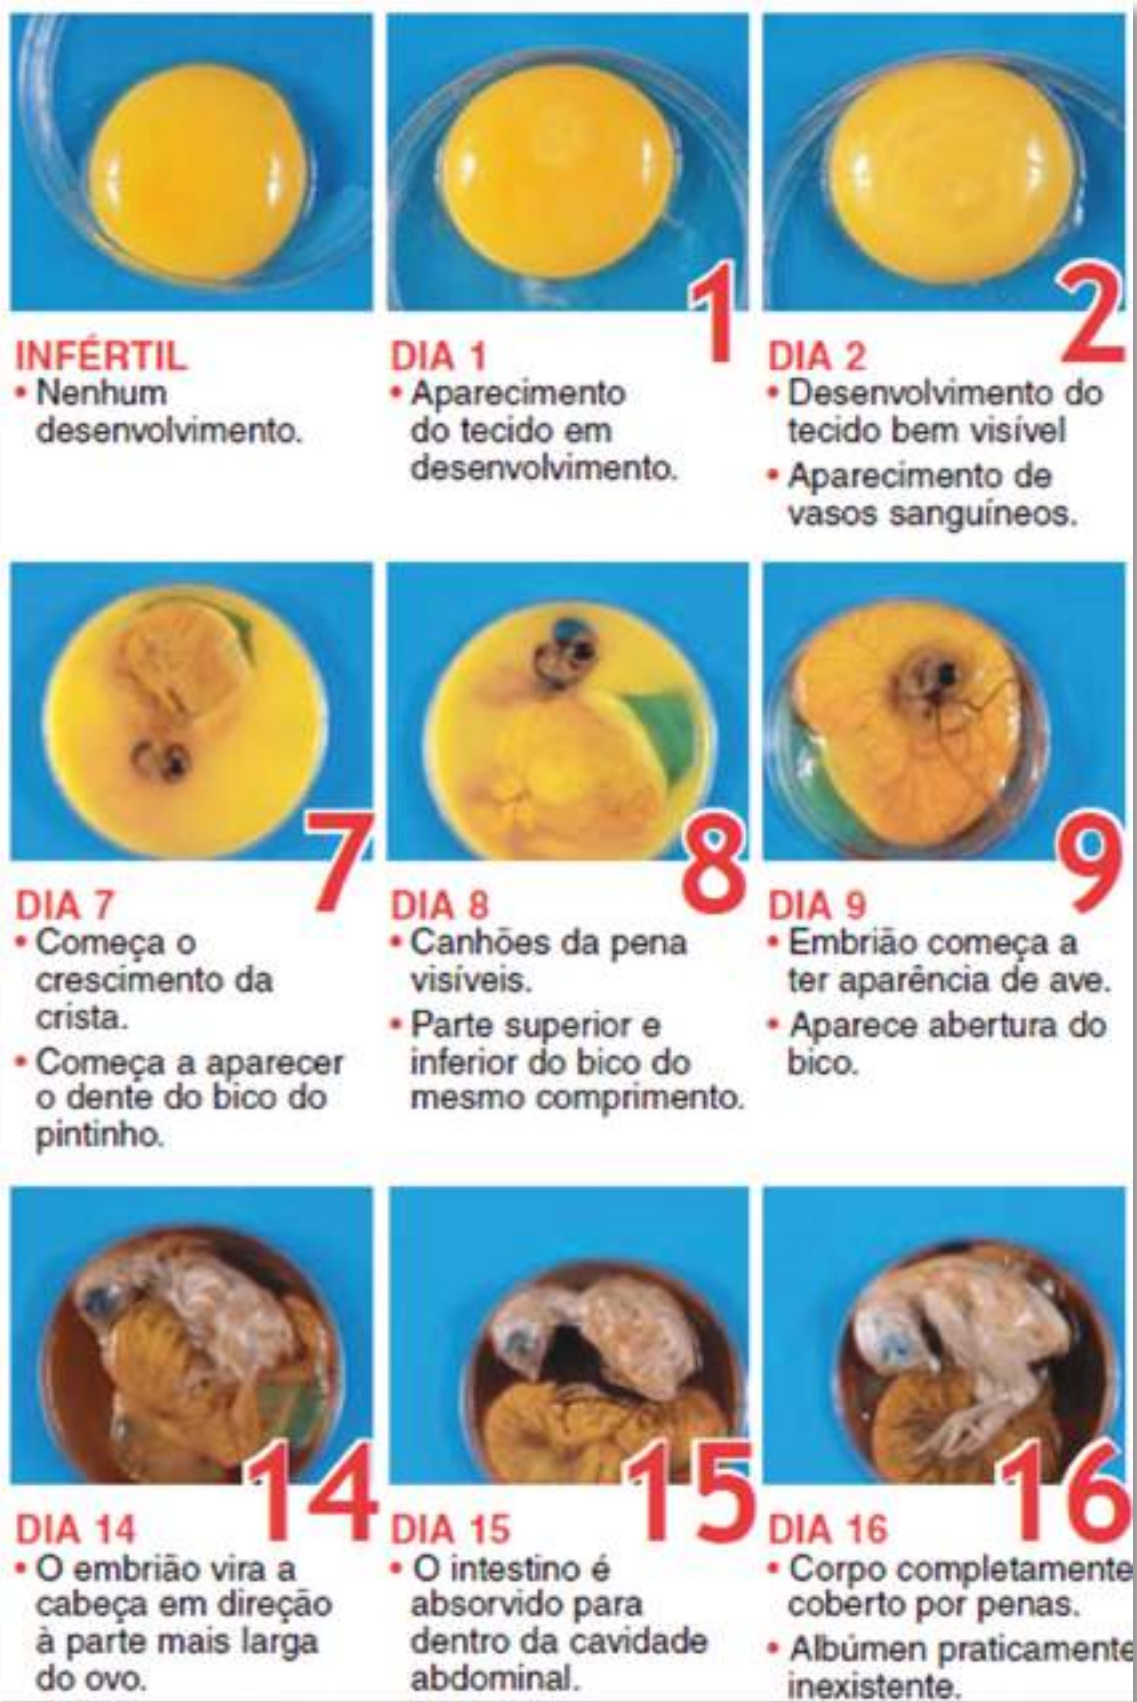 1
2
INFÉRTIL
• Nenhum
desenvolvimento.
DIA 1
• Aparecimento
do tecido em
desenvolvimento.
DIA 2
• Desenvolvimento do
tecido bem visível
• Aparecimento de
vasos sanguíneos.
7
8
9
DIA 7
• Começa o
crescimento da
crista.
• Começa a aparecer
o dente do bico do
pintinho.
DIA 8
• Canhões da pena
visíveis.
• Parte superior e
inferior do bico do
mesmo comprimento.
DIA 9
• Embrião começa a
ter aparência de ave.
• Aparece abertura do
bico.
14
15
16
DIA 14
• O embrião vira a
cabeça em direção
à parte mais larga
do ovo.
DIA 15
• O intestino é
absorvido para
dentro da cavidade
abdominal.
DIA 16
• Corpo completamente
coberto por penas.
• Albúmen praticamente
inexistente.